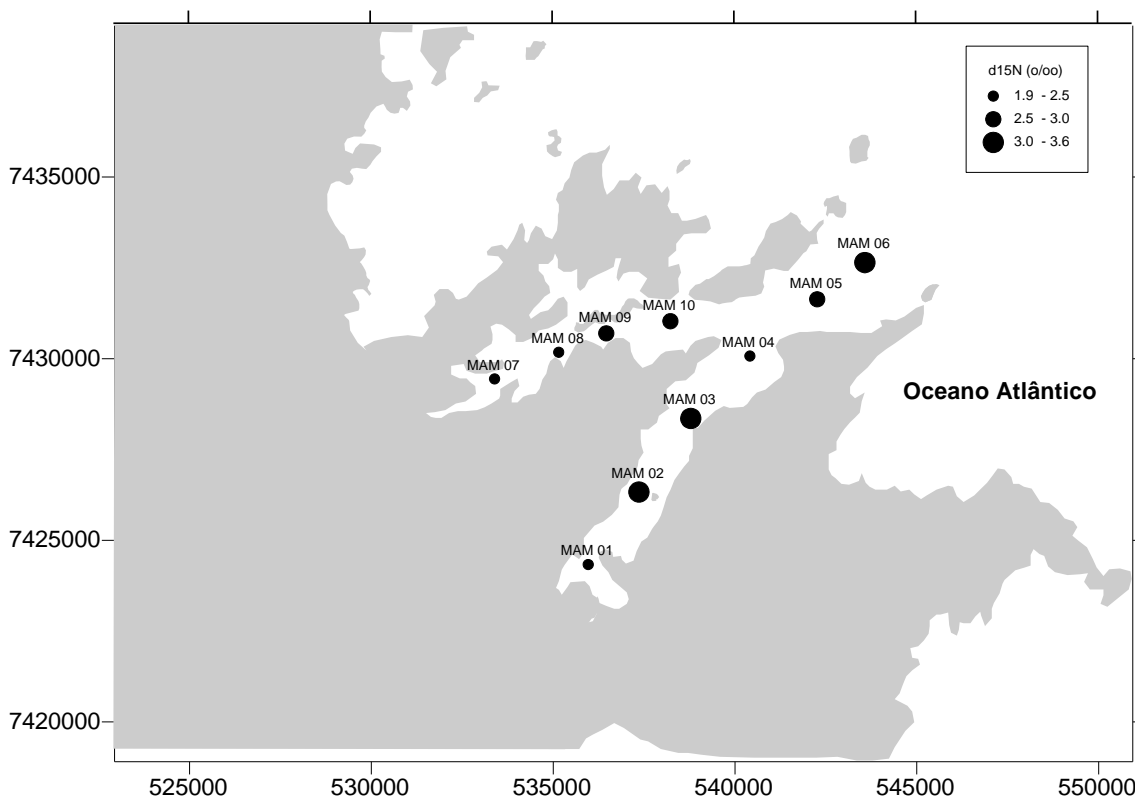 d15N (o/oo)
1.9 - 2.5
2.5 - 3.0
3.0 - 3.6
7435000
MAM 06
MAM 05
MAM 10
MAM 09
MAM 08
MAM 04
7430000
MAM 07
Oceano Atlântico
MAM 03
MAM 02
7425000
MAM 01
7420000
525000 530000 535000 540000 545000 550000